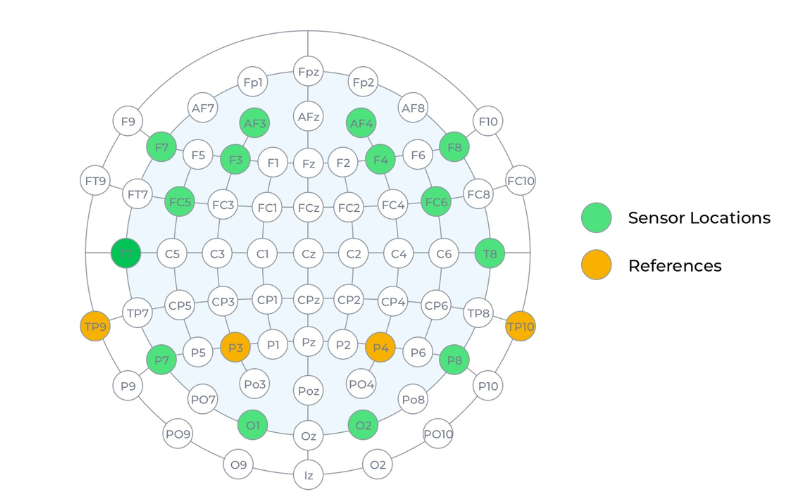 Fpz
Fp1 Fp2
AF7 AF8
AFz
F9 AF3 AF4 F10
F7 F8
F5 F3 F1 Fz F2 F4 F6
FT9 FC10
FT7 FC8
FC5 FC3 FC1 FCz FC2 FC4 FC6
Sensor Locations
C5 C3 C1 Cz C2 C4 C6 T8
References
CP5 CP3 CP1 CPz CP2 CP4 CP6
TP7 TP8
TP9 TP10
P7 P5 P3 P1 Pz P2 P4 P6 P8
P9 Po3 PO4 P10
Poz
PO7 Po8
O1 O2
PO9 Oz PO10
O9 O2
Iz